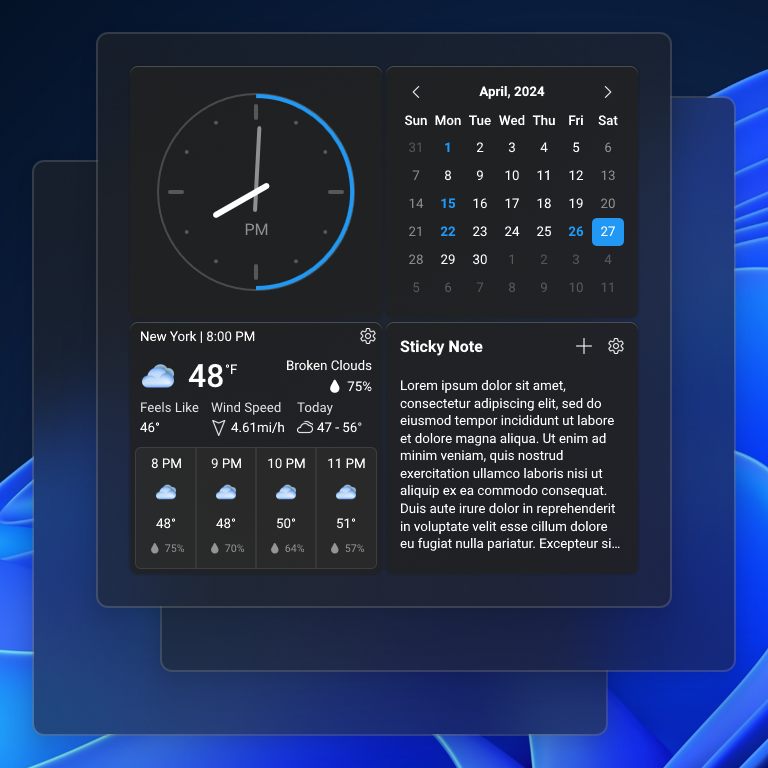 PM
April, 2024
Sun Mon Tue Wed Thu Fri Sat
31 1 2 3 4 5 6
7 8 9 10 11 12 13
14 15 16 17 18 19 20
21 22 23 24 25 26 27
28 29 30 1 2 3 4
5 6 7 8 9 10 11
New York | 8:00 PM
48°F
Broken Clouds
75%
Feels Like Wind Speed Today
46° 4.61mi/h 47 - 56°
8 PM 9 PM 10 PM 11 PM
48° 48° 50° 51°
75% 70% 64% 57%
Sticky Note
Lorem ipsum dolor sit amet,
consectetur adipiscing elit, sed do
eiusmod tempor incididunt ut labore
et dolore magna aliqua. Ut enim ad
minim veniam, quis nostrud
exercitation ullamco laboris nisi ut
aliquip ex ea commodo consequat.
Duis aute irure dolor in reprehenderit
in voluptate velit esse cillum dolore
eu fugiat nulla pariatur. Excepteur si...